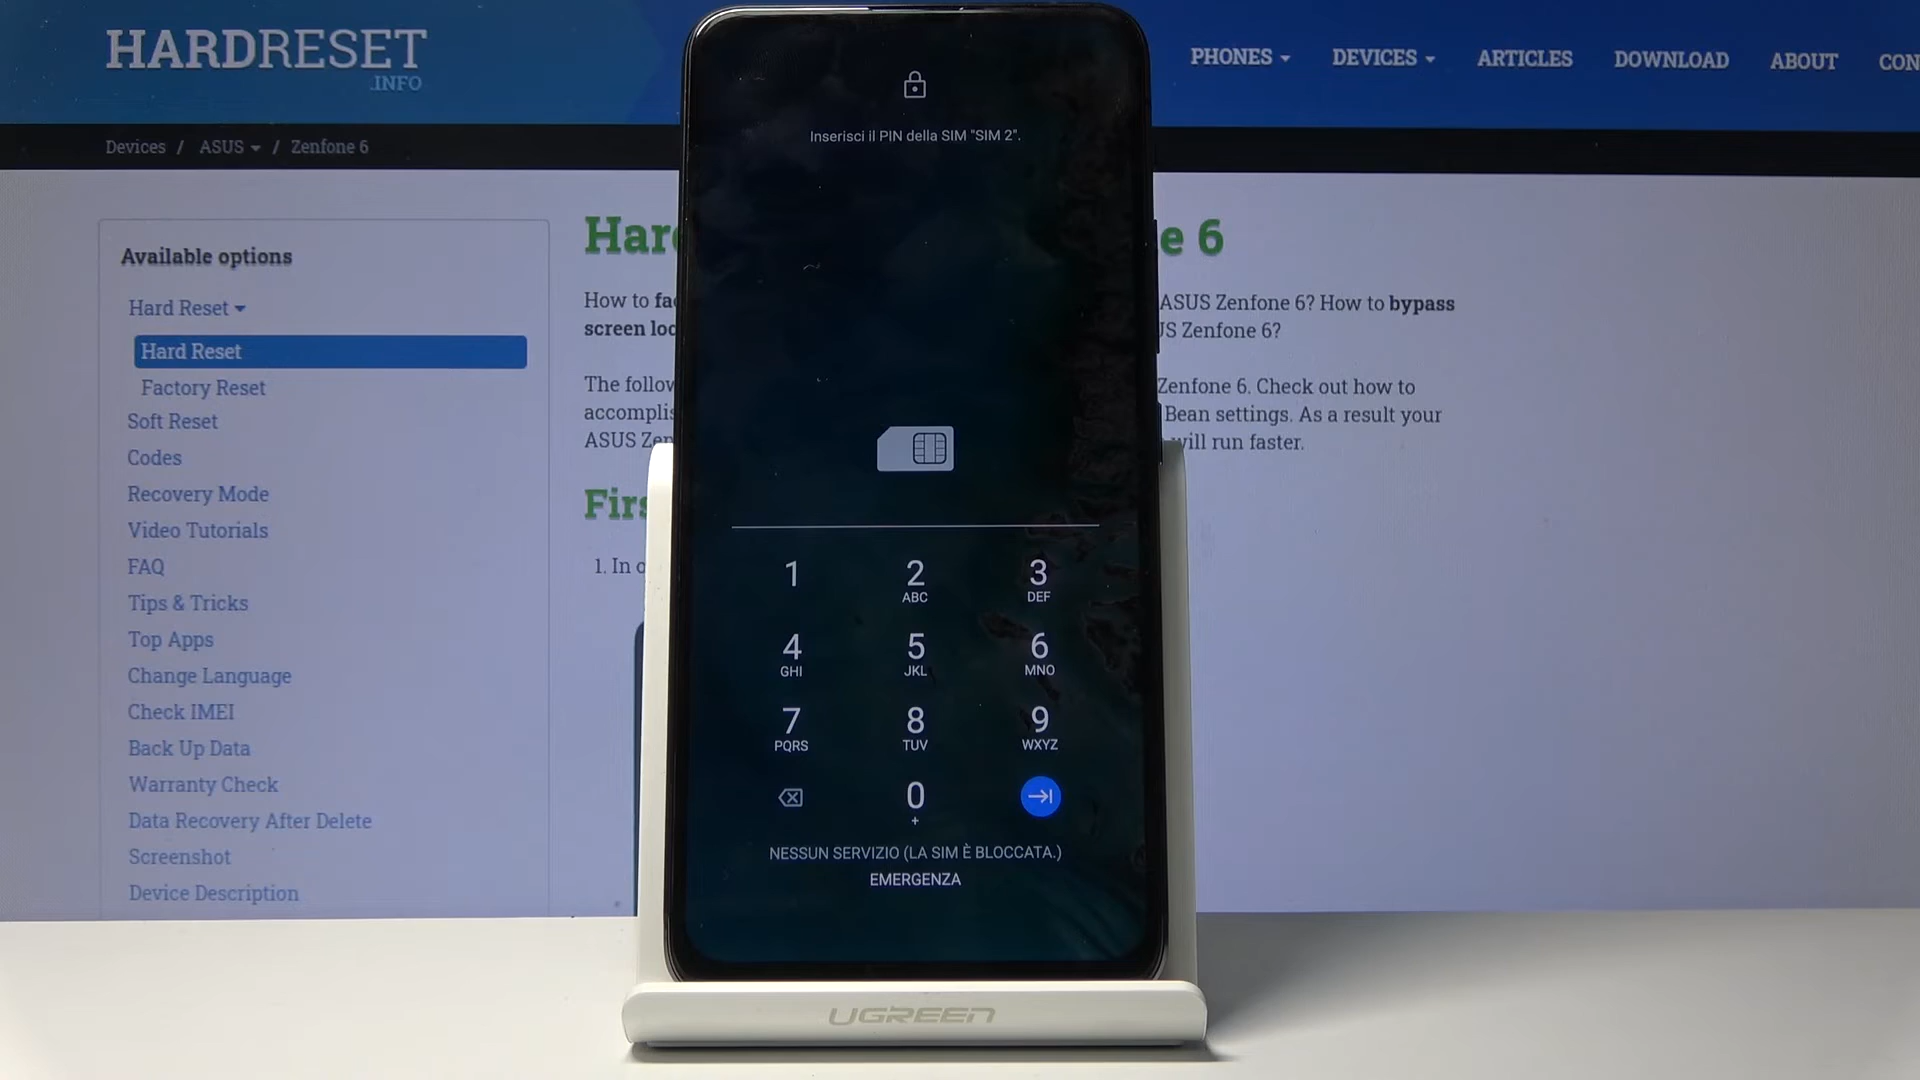 HARDRESET
.INFO
PHONES
DEVICES
ARTICLES
DOWNLOAD
ABOUT
CON
Devices / ASUS / Zenfone 6
Available options
Hard Reset
Hard Reset
Factory Reset
Soft Reset
Codes
Recovery Mode
Video Tutorials
FAQ
Tips & Tricks
Top Apps
Change Language
Check IMEI
Back Up Data
Warranty Check
Data Recovery After Delete
Screenshot
Device Description
Har e 6
How to fa ASUS Zenfone 6? How to bypass
screen loc US Zenfone 6?
The follow Zenfone 6. Check out how to
accomplis Bean settings. As a result your
ASUS Zen will run faster.
Firs
1. In o
Inserisci il PIN della SIM "SIM 2".
1
2
ABC
3
DEF
4
GHI
5
JKL
6
MNO
7
PQRS
8
TUV
9
WXYZ
0
+
NESSUN SERVIZIO (LA SIM È BLOCCATA.)
EMERGENZA
UGREEN